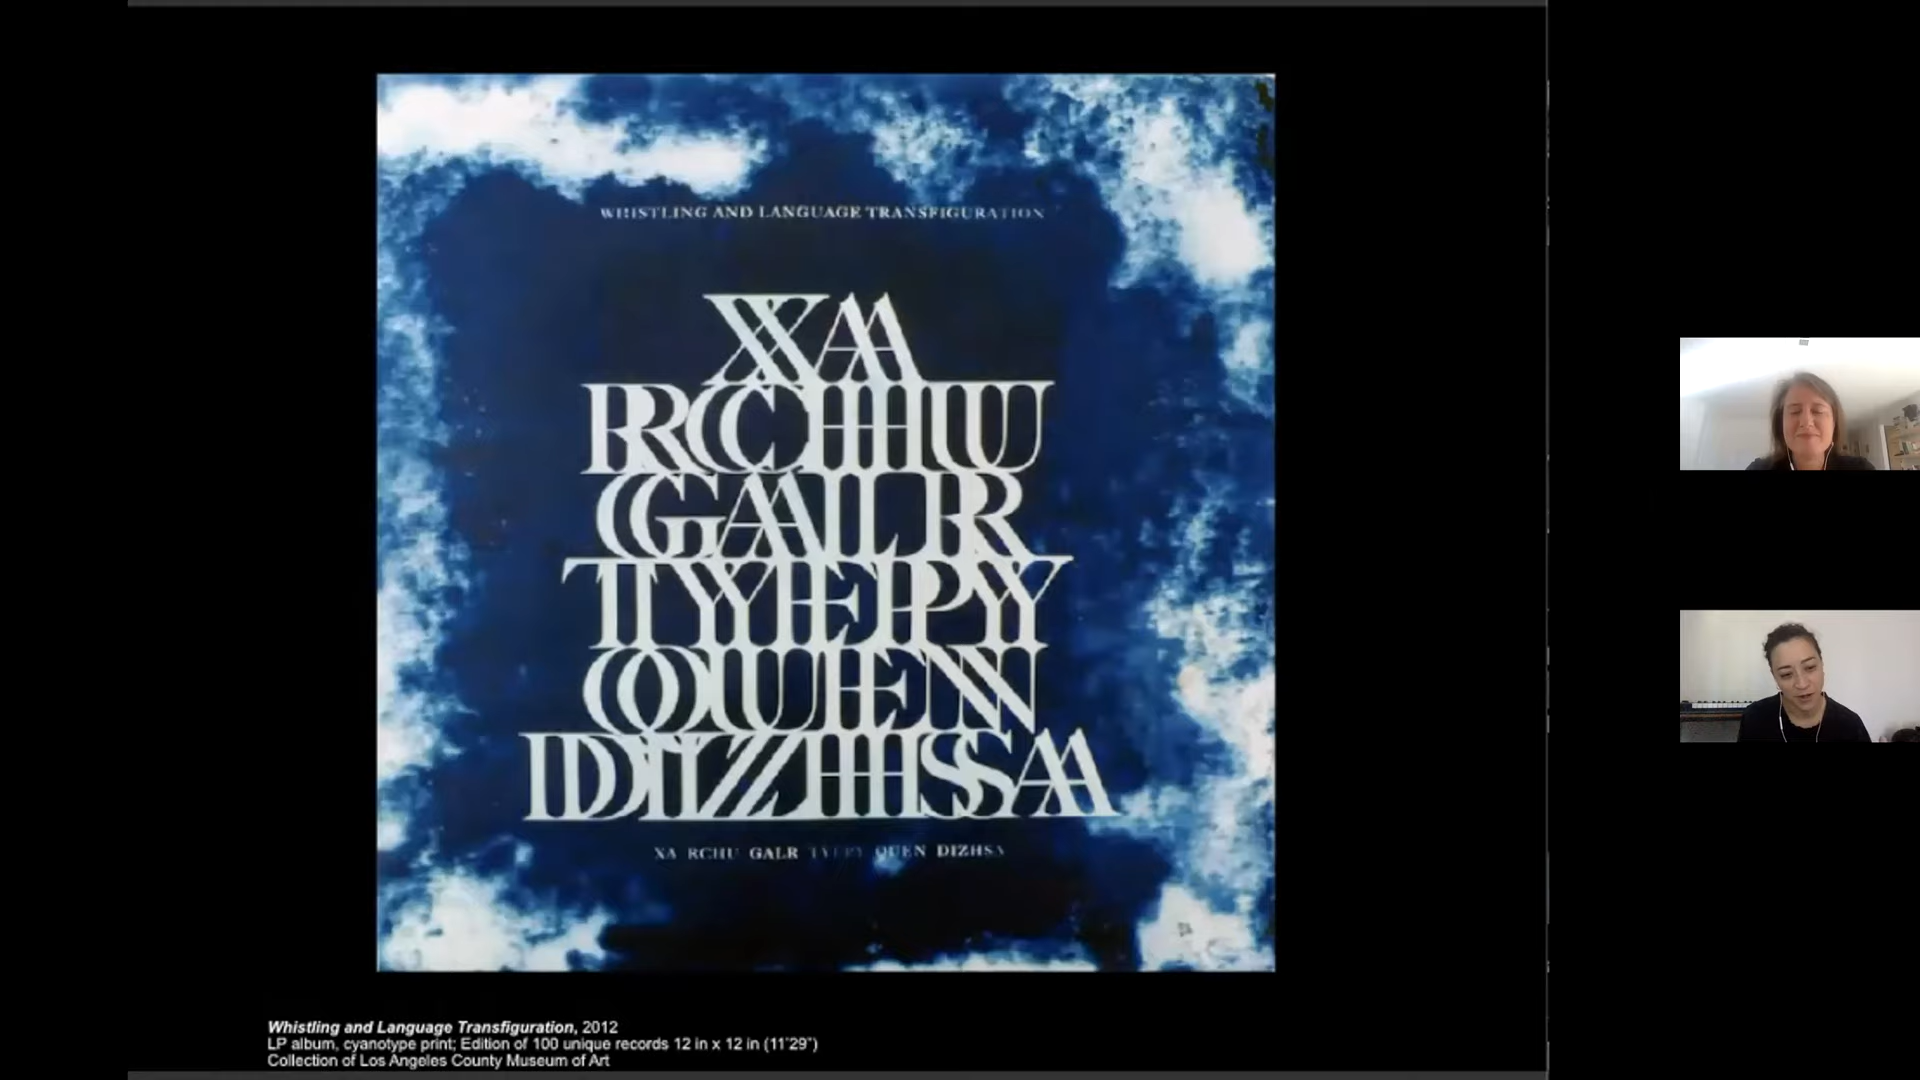 WHISTLING AND LANGUAGE TRANSFIGURATION
XA
RCHU
GALR
TYEPY
QUEN
DIZHSA
XA RCHU GALR TYEPY QUEN DIZHSA
Whistling and Language Transfiguration, 2012
LP album, cyanotype print; Edition of 100 unique records 12 in x 12 in (11'29")
Collection of Los Angeles County Museum of Art